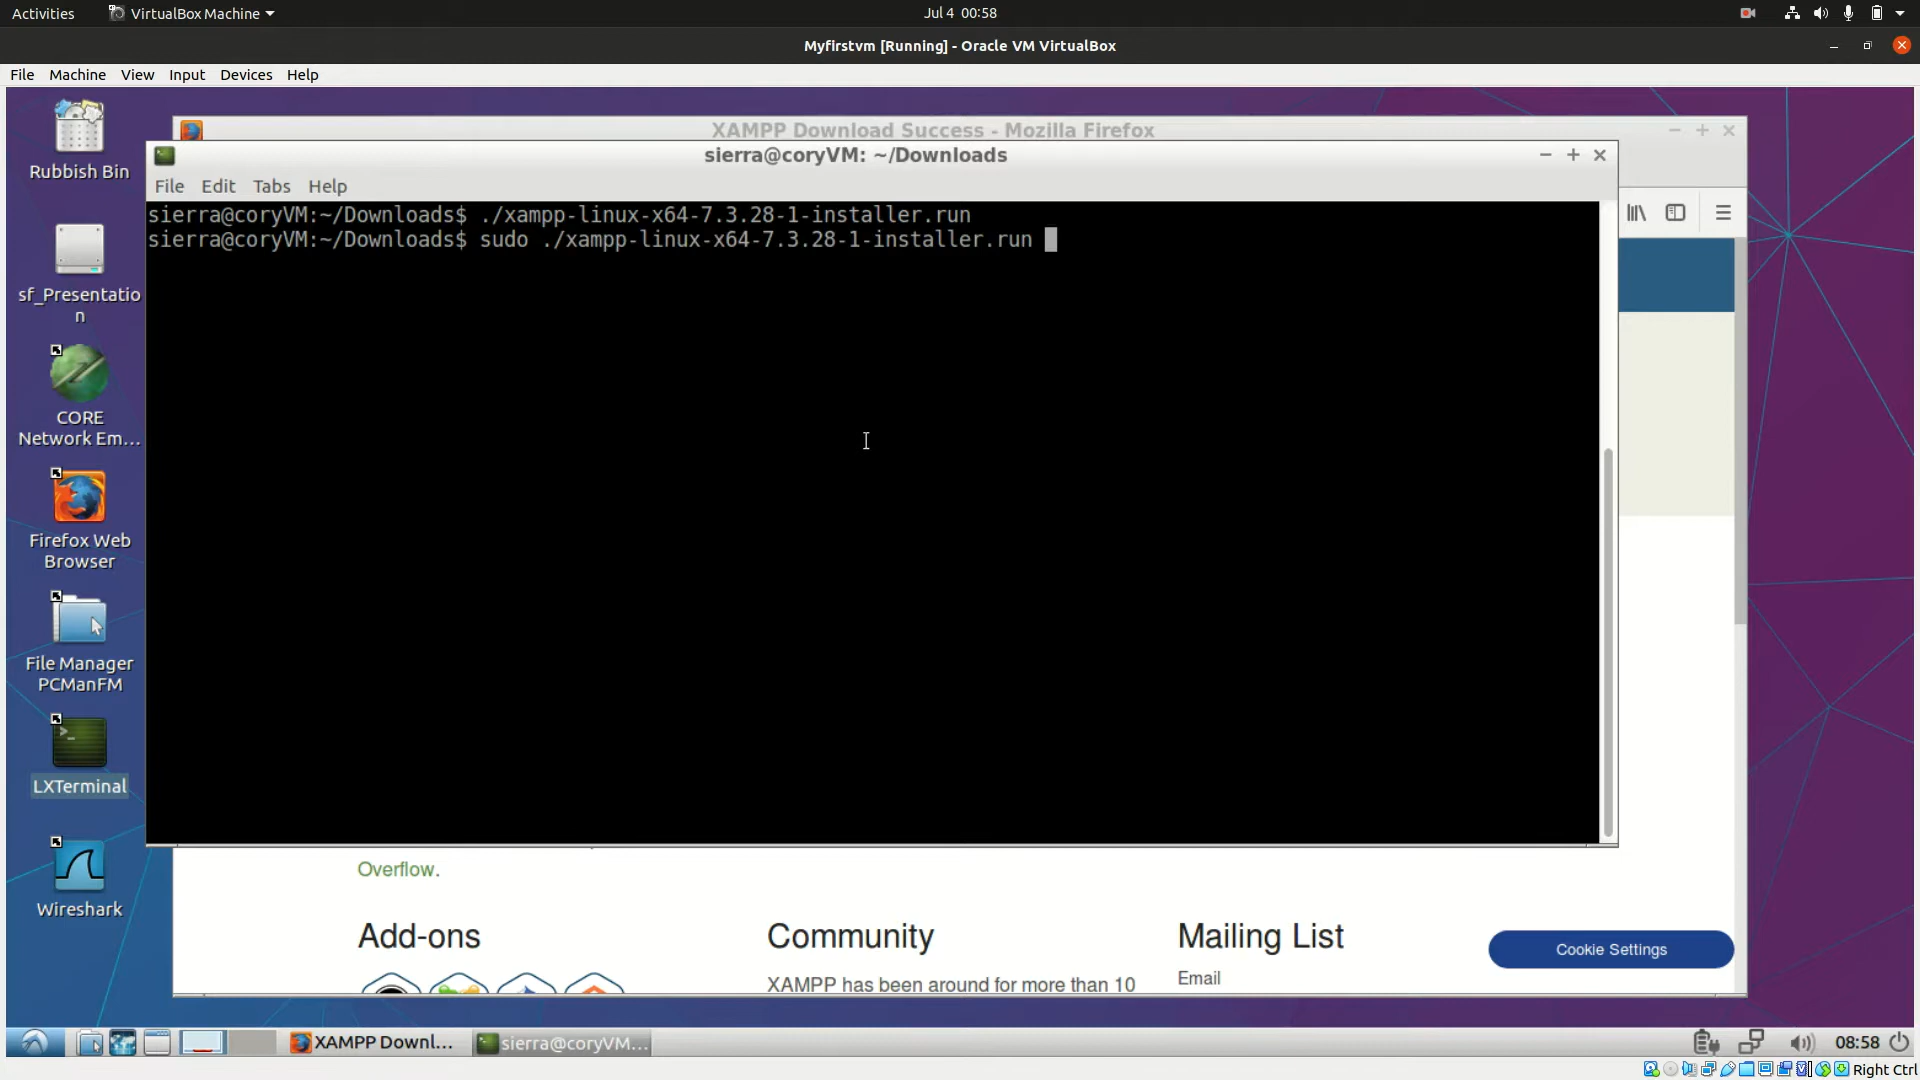 Activities VirtualBox Machine Jul 4 00:58
Myfirstvm [Running] - Oracle VM VirtualBox
File Machine View Input Devices Help
XAMPP Download Success - Mozilla Firefox
sierra@coryVM: ~/Downloads
File Edit Tabs Help
sierra@coryVM:~/Downloads$ ./xampp-linux-x64-7.3.28-1-installer.run
sierra@coryVM:~/Downloads$ sudo ./xampp-linux-x64-7.3.28-1-installer.run
Rubbish Bin
sf_Presentatio
n
CORE
Network Em...
Firefox Web
Browser
File Manager
PCManFM
LXTerminal
Wireshark
Overflow.
Add-ons Community Mailing List
Cookie Settings
XAMPP has been around for more than 10
Email
XAMPP Downl... sierra@coryVM... 08:58
Right Ctrl